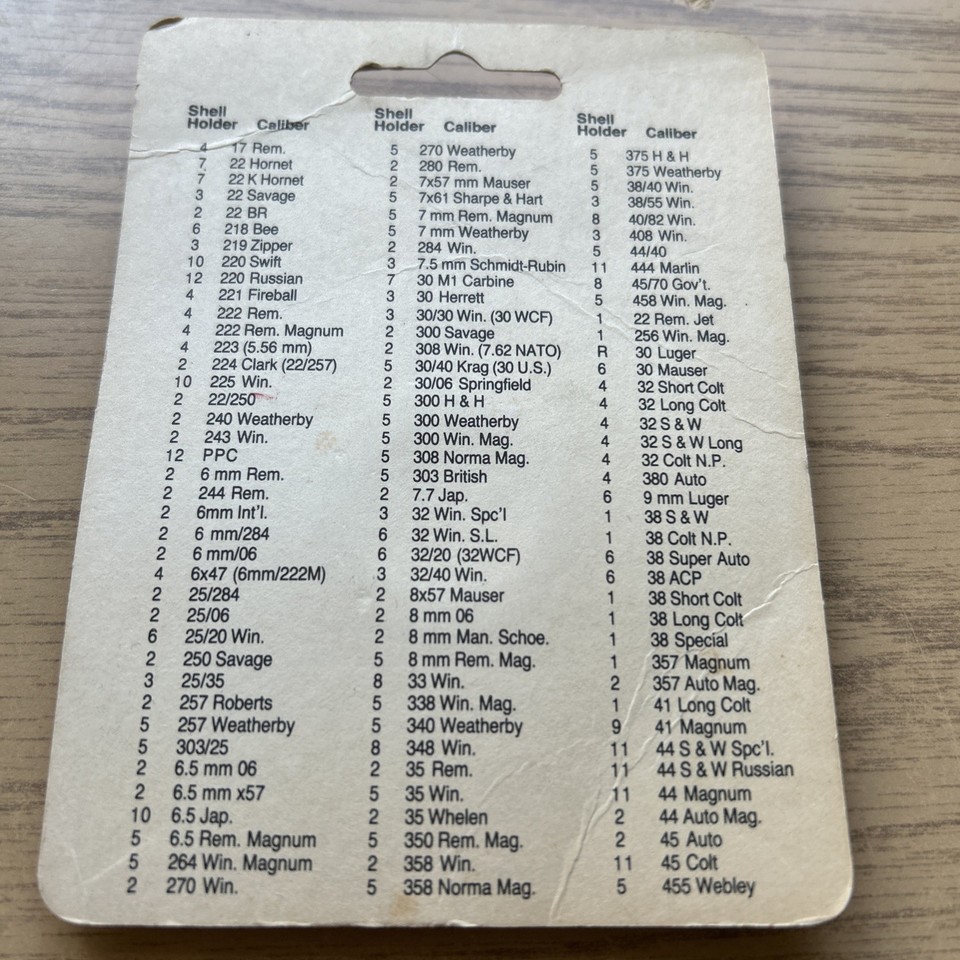 Shell
Holder Caliber
4 17 Rem.
7 22 Hornet
7 22 K Hornet
3 22 Savage
2 22 BR
6 218 Bee
3 219 Zipper
10 220 Swift
12 220 Russian
4 221 Fireball
4 222 Rem.
4 222 Rem. Magnum
4 223 (5.56 mm)
2 224 Clark (22/257)
10 225 Win.
2 22/250
2 240 Weatherby
2 243 Win.
12 PPC
2 6 mm Rem.
2 244 Rem.
2 6mm Int'l.
2 6 mm/284
2 6 mm/06
4 6x47 (6mm/222M)
2 25/284
2 25/06
6 25/20 Win.
2 250 Savage
3 25/35
2 257 Roberts
5 257 Weatherby
5 303/25
2 6.5 mm 06
2 6.5 mm x57
10 6.5 Jap.
5 6.5 Rem. Magnum
5 264 Win. Magnum
2 270 Win.
Shell
Holder Caliber
5 270 Weatherby
2 280 Rem.
2 7x57 mm Mauser
5 7x61 Sharpe & Hart
5 7 mm Rem. Magnum
5 7 mm Weatherby
2 284 Win.
3 7.5 mm Schmidt-Rubin
7 30 M1 Carbine
3 30 Herrett
3 30/30 Win. (30 WCF)
2 300 Savage
2 308 Win. (7.62 NATO)
5 30/40 Krag (30 U.S.)
2 30/06 Springfield
5 300 H & H
5 300 Weatherby
5 300 Win. Mag.
5 308 Norma Mag.
5 303 British
2 7.7 Jap.
3 32 Win. Spc'l
6 32 Win. S.L.
6 32/20 (32WCF)
3 32/40 Win.
2 8x57 Mauser
2 8 mm 06
2 8 mm Man. Schoe.
5 8 mm Rem. Mag.
8 33 Win.
5 338 Win. Mag.
5 340 Weatherby
8 348 Win.
2 35 Rem.
5 35 Win.
2 35 Whelen
5 350 Rem. Mag.
2 358 Win.
5 358 Norma Mag.
Shell
Holder Caliber
5 375 H & H
5 375 Weatherby
5 38/40 Win.
3 38/55 Win.
8 40/82 Win.
3 408 Win.
5 44/40
11 444 Marlin
8 45/70 Gov't.
5 458 Win. Mag.
1 22 Rem. Jet
1 256 Win. Mag.
R 30 Luger
6 30 Mauser
4 32 Short Colt
4 32 Long Colt
4 32 S & W
4 32 S & W Long
4 32 Colt N.P.
4 380 Auto
6 9 mm Luger
1 38 S & W
1 38 Colt N.P.
6 38 Super Auto
6 38 ACP
1 38 Short Colt
1 38 Long Colt
1 38 Special
1 357 Magnum
2 357 Auto Mag.
1 41 Long Colt
9 41 Magnum
11 44 S & W Spc'l.
11 44 S & W Russian
11 44 Magnum
2 44 Auto Mag.
2 45 Auto
11 45 Colt
5 455 Webley